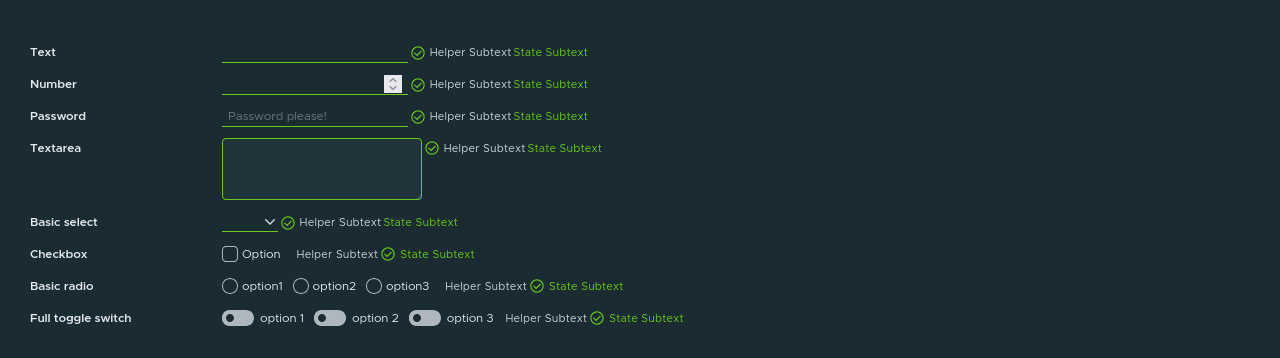 Text Helper Subtext State Subtext
Number Helper Subtext State Subtext
Password Password please! Helper Subtext State Subtext
Textarea Helper Subtext State Subtext
Basic select Helper Subtext State Subtext
Checkbox Option Helper Subtext State Subtext
Basic radio option1 option2 option3 Helper Subtext State Subtext
Full toggle switch option 1 option 2 option 3 Helper Subtext State Subtext